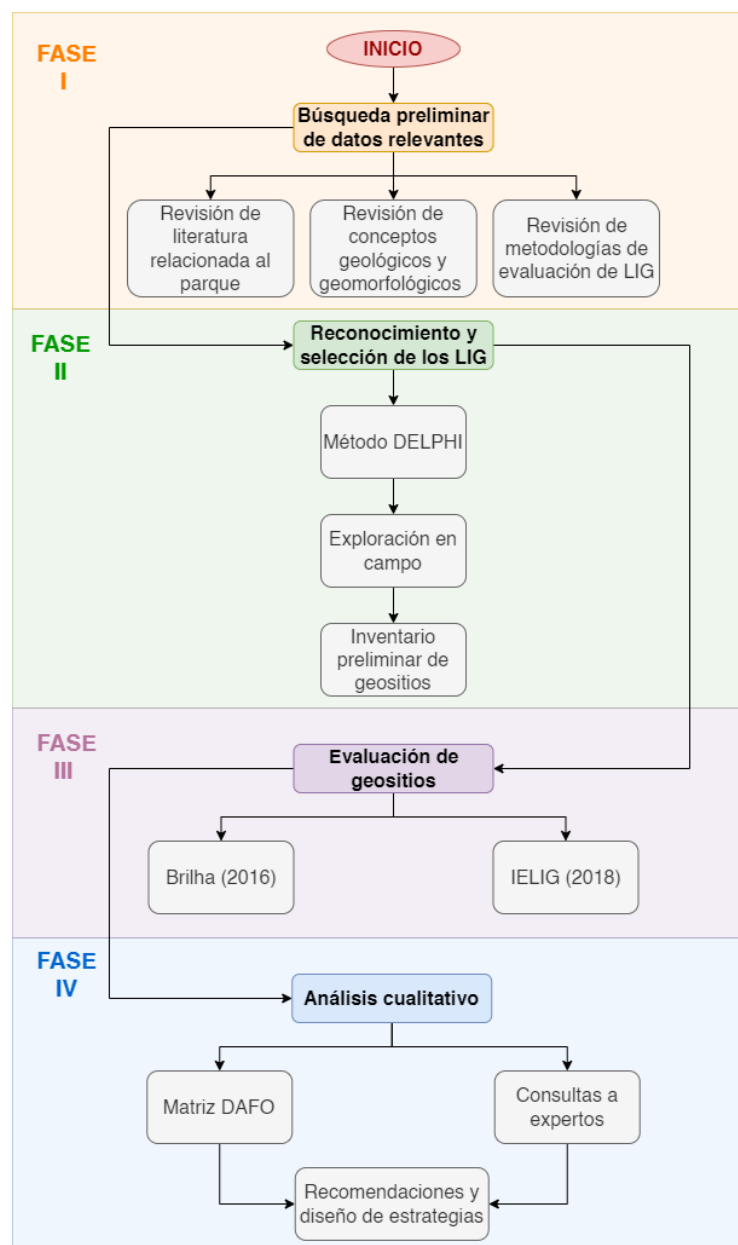 FASE
I
INICIO
Búsqueda preliminar
de datos relevantes
Revisión de
literatura
relacionada al
parque
Revisión de
conceptos
geológicos y
geomorfológicos
Revisión de
metodologías de
evaluación de LIG
FASE
II
Reconocimiento y
selección de los LIG
Método DELPHI
Exploración en
campo
Inventario
preliminar de
geositios
FASE
III
Evaluación de
geositios
Brilha (2016)
IELIG (2018)
FASE
IV
Análisis cualitativo
Matriz DAFO
Consultas a
expertos
Recomendaciones y
diseño de estrategias